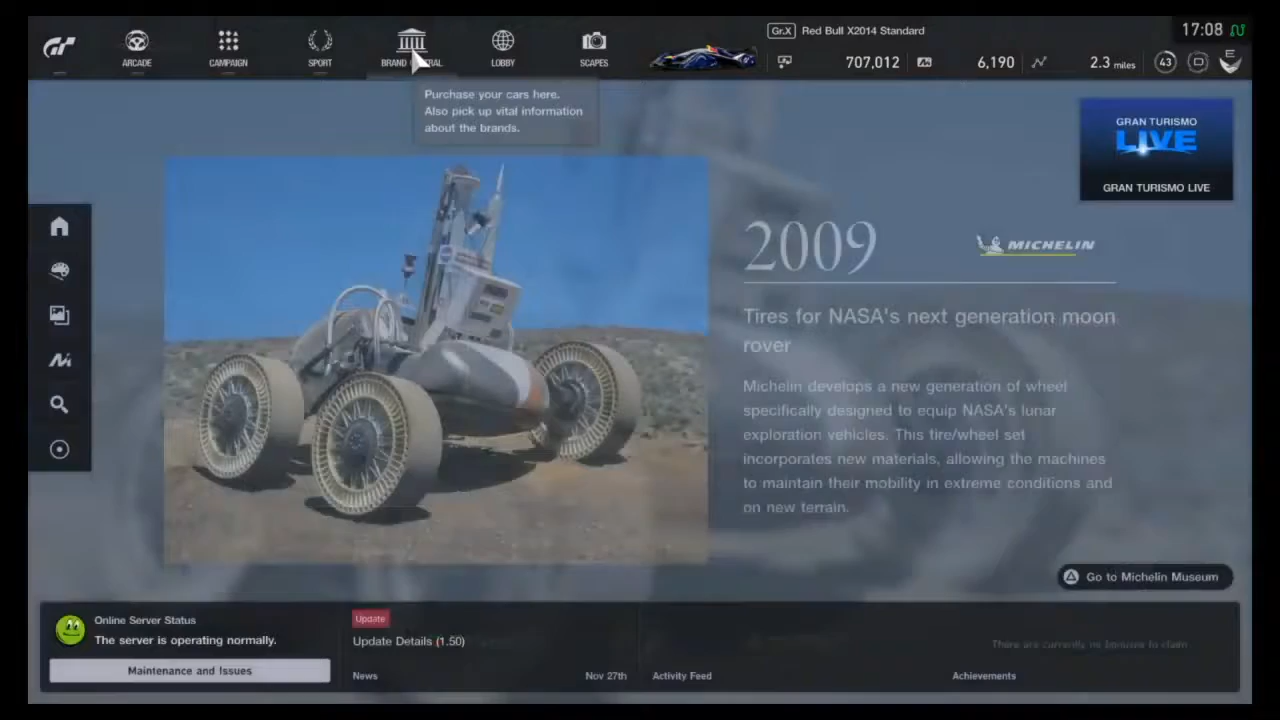 ARCADE
CAMPAIGN
SPORT
BRAND CENTRAL
LOBBY
SCAPES
Gr.X Red Bull X2014 Standard
707,012
6,190
2.3 miles
43
E
17:08
Purchase your cars here.
Also pick up vital information
about the brands.
GRAN TURISMO
LIVE
GRAN TURISMO LIVE
2009
MICHELIN
Tires for NASA's next generation moon
rover
Michelin develops a new generation of wheel
specifically designed to equip NASA's lunar
exploration vehicles. This tire/wheel set
incorporates new materials, allowing the machines
to maintain their mobility in extreme conditions and
on new terrain.
Go to Michelin Museum
Online Server Status
The server is operating normally.
Maintenance and Issues
Update
Update Details (1.50)
News
Nov 27th
Activity Feed
There are currently no bonuses to claim
Achievements